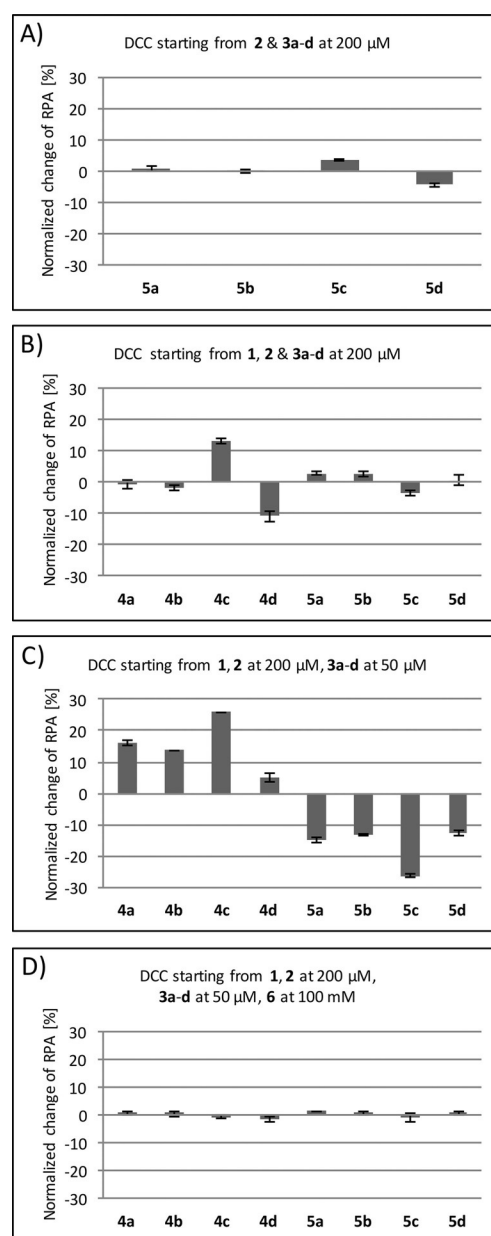 A)
DCC starting from 2 & 3a-d at 200 µM
Normalized change of RPA [%]
30
20
10
0
-10
-20
-30
5a 5b 5c 5d
B)
DCC starting from 1, 2 & 3a-d at 200 µM
Normalized change of RPA [%]
30
20
10
0
-10
-20
-30
4a 4b 4c 4d 5a 5b 5c 5d
C)
DCC starting from 1, 2 at 200 µM, 3a-d at 50 µM
Normalized change of RPA [%]
30
20
10
0
-10
-20
-30
4a 4b 4c 4d 5a 5b 5c 5d
D)
DCC starting from 1, 2 at 200 µM,
3a-d at 50 µM, 6 at 100 mM
Normalized change of RPA [%]
30
20
10
0
-10
-20
-30
4a 4b 4c 4d 5a 5b 5c 5d